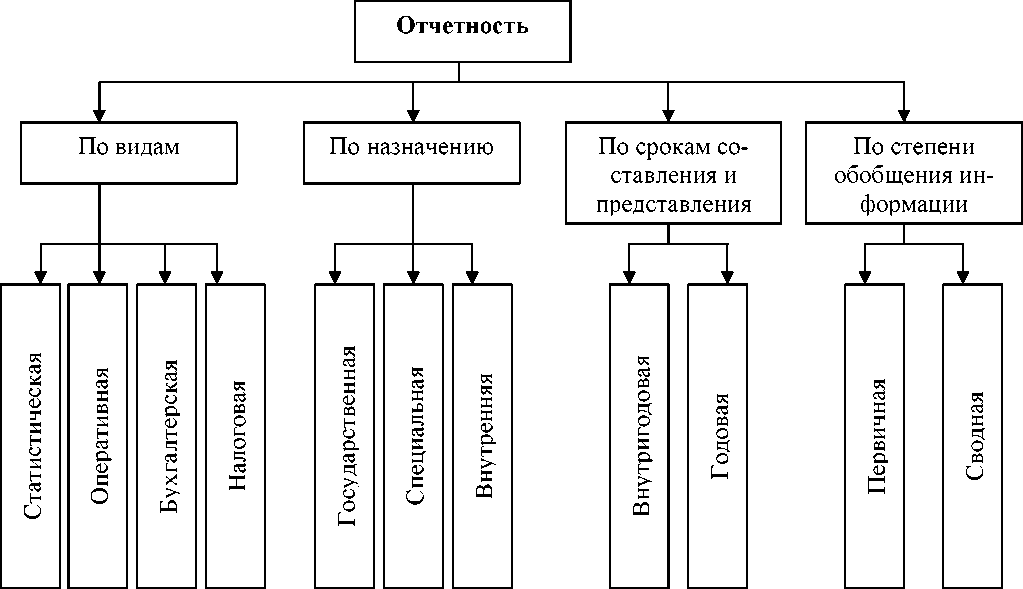 Отчетность
По видам
По назначению
По срокам со-
ставления и
представления
По степени
обобщения ин-
формации
Статистическая
Оперативная
Бухгалтерская
Налоговая
Государственная
Специальная
Внутренняя
Внутригодовая
Годовая
Первичная
Сводная